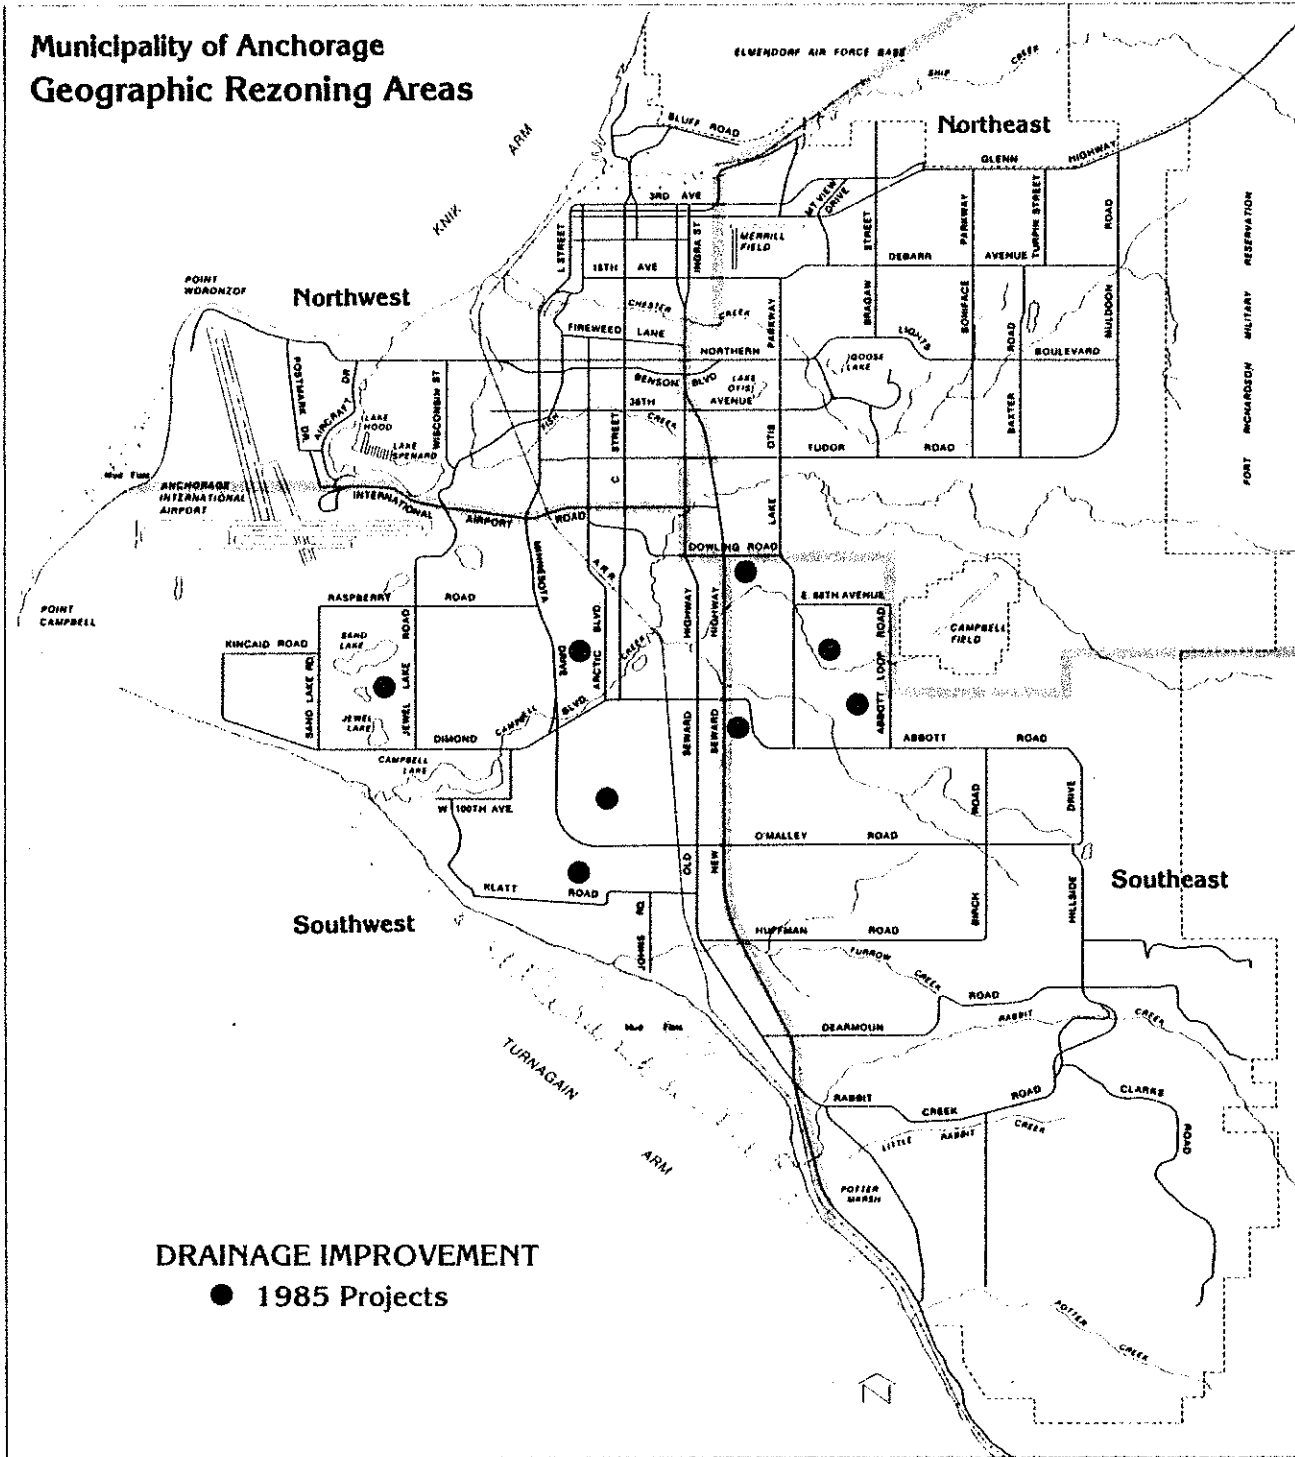 Municipality of Anchorage
Geographic Rezoning Areas
ELMENDORF AIR FORCE BASE
SHIP CREEK
BLUFF ROAD
Northeast
GLENN HIGHWAY
KNIK ARM
3RD AVE
MT VIEW DRIVE
L STREET
INGRA ST
MERRILL FIELD
BRAGAW STREET
DEBARR AVENUE
BONIFACE PARKWAY
TURPIN STREET
MULDOON ROAD
FORT RICHARDSON MILITARY RESERVATION
15TH AVE
POINT WORONZOF
Northwest
CHESTER CREEK
FIREWEED LANE
NORTHERN LIGHTS BOULEVARD
BENSON BLVD
LAKE OTIS
GOOSE LAKE
36TH AVENUE
FISH CREEK
POSTMARK DR.
AIRCRAFT DR
LAKE HOOD
LAKE SPENARD
WISCONSIN ST
C STREET
LAKE OTIS PARKWAY
BAXTER ROAD
TUDOR ROAD
Mud Flats
ANCHORAGE INTERNATIONAL AIRPORT
INTERNATIONAL AIRPORT ROAD
DOWLING ROAD
MINNESOTA
A.R.R.
POINT CAMPBELL
RASPBERRY ROAD
E. 68TH AVENUE
CAMPBELL FIELD
KINCAID ROAD
SAND LAKE
SAND LAKE RD.
JEWEL LAKE ROAD
JEWEL LAKE
DRIVE
ARCTIC BLVD.
CREEK
OLD SEWARD HIGHWAY
NEW SEWARD HIGHWAY
ABBOTT LOOP ROAD
DIMOND BLVD.
CAMPBELL
CAMPBELL LAKE
ABBOTT ROAD
W 100TH AVE.
O'MALLEY ROAD
BIRCH ROAD
HILLSIDE DRIVE
KLATT ROAD
Southeast
Southwest
JOHNS RD.
HUFFMAN ROAD
FURROW CREEK
Mud Flats
DEARMOUN ROAD
RABBIT CREEK
TURNAGAIN ARM
RABBIT CREEK ROAD
CLARKS ROAD
LITTLE RABBIT CREEK
POTTER MARSH
DRAINAGE IMPROVEMENT
1985 Projects
POTTER CREEK
N